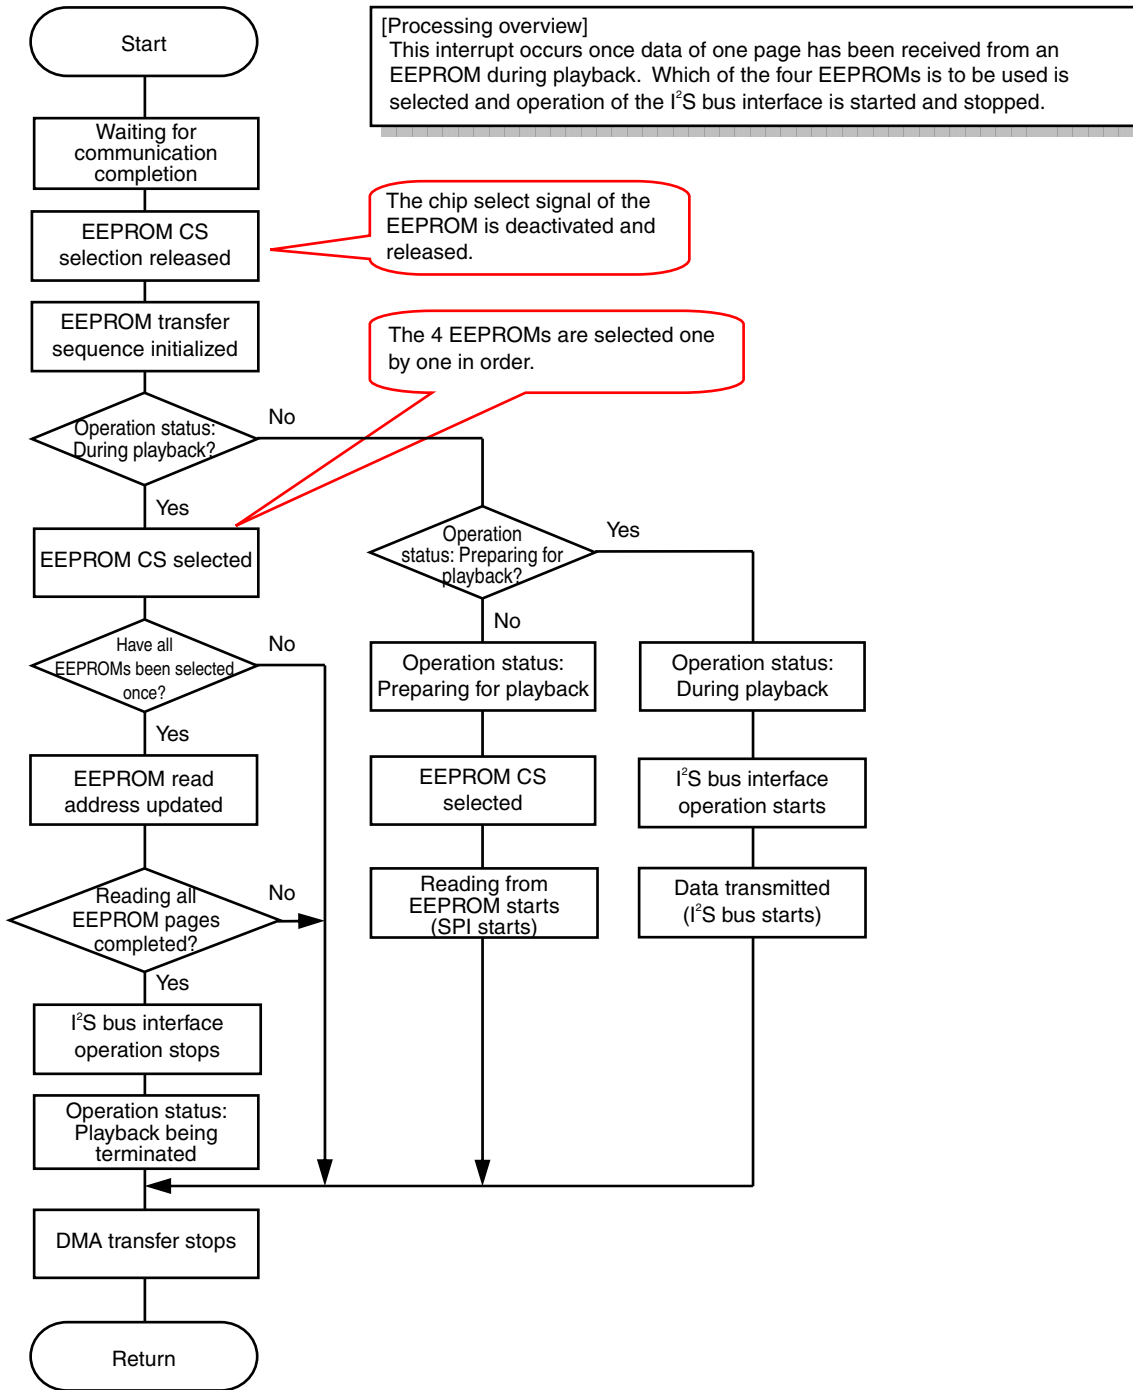 Start
[Processing overview]
This interrupt occurs once data of one page has been received from an
EEPROM during playback.  Which of the four EEPROMs is to be used is
selected and operation of the I²S bus interface is started and stopped.
Waiting for
communication
completion
The chip select signal of the
EEPROM is deactivated and
released.
EEPROM CS
selection released
EEPROM transfer
sequence initialized
The 4 EEPROMs are selected one
by one in order.
Operation status:
During playback?
No
Yes
EEPROM CS selected
Operation
status: Preparing for
playback?
Yes
No
Have all
EEPROMs been selected
once?
No
Yes
Operation status:
Preparing for playback
Operation status:
During playback
EEPROM read
address updated
EEPROM CS
selected
I²S bus interface
operation starts
Reading all
EEPROM pages
completed?
No
Yes
Reading from
EEPROM starts
(SPI starts)
Data transmitted
(I²S bus starts)
I²S bus interface
operation stops
Operation status:
Playback being
terminated
DMA transfer stops
Return